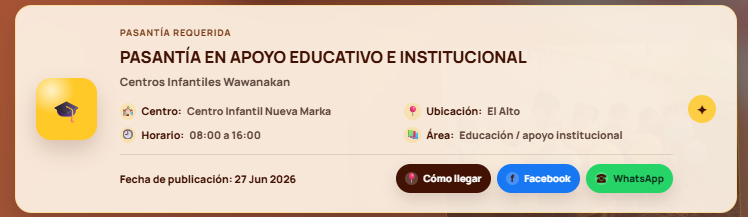 PASANTÍA REQUERIDA
PASANTÍA EN APOYO EDUCATIVO E INSTITUCIONAL
Centros Infantiles Wawanakan
Centro: Centro Infantil Nueva Marka
Ubicación: El Alto
Horario: 08:00 a 16:00
Área: Educación / apoyo institucional
Fecha de publicación: 27 Jun 2026
Cómo llegar
Facebook
WhatsApp